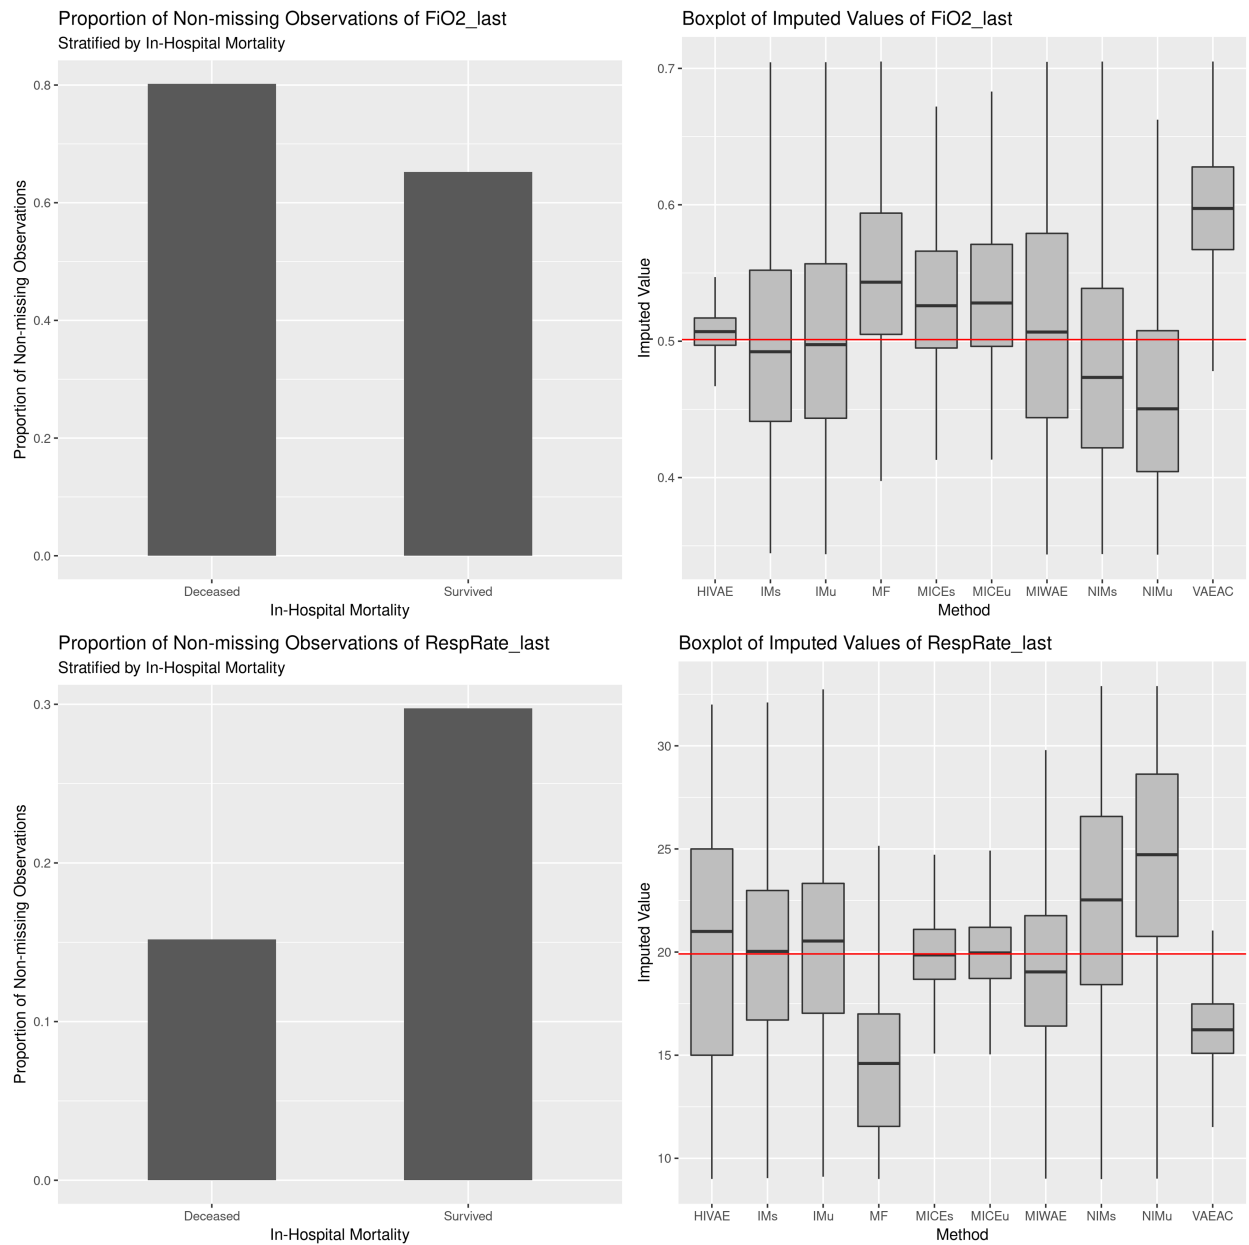 Proportion of Non-missing Observations of FiO2_last
Stratified by In-Hospital Mortality
Proportion of Non-missing Observations
0.8
0.6
0.4
0.2
0.0
Deceased Survived
In-Hospital Mortality
Boxplot of Imputed Values of FiO2_last
Imputed Value
0.7
0.6
0.5
0.4
HIVAE IMs IMu MF MICEs MICEu MIWAE NIMs NIMu VAEAC
Method
Proportion of Non-missing Observations of RespRate_last
Stratified by In-Hospital Mortality
Proportion of Non-missing Observations
0.3
0.2
0.1
0.0
Deceased Survived
In-Hospital Mortality
Boxplot of Imputed Values of RespRate_last
Imputed Value
30
25
20
15
10
HIVAE IMs IMu MF MICEs MICEu MIWAE NIMs NIMu VAEAC
Method